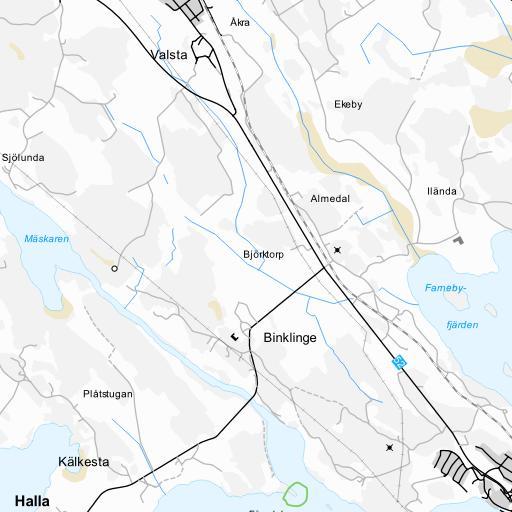 Åkra
Valsta
Ekeby
Sjölunda
Ilända
Almedal
Mäskaren
Björktorp
Fameby-
fjärden
Binklinge
Plåtstugan
Kälkesta
Halla